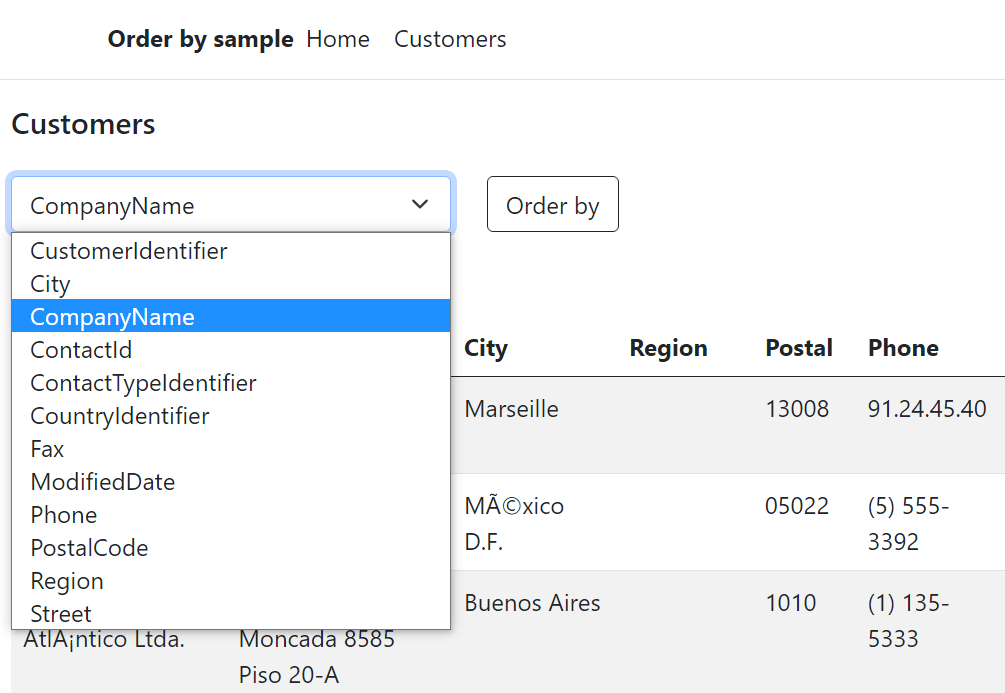 Order by sample Home Customers
Customers
CompanyName
Order by
CustomerIdentifier
City
CompanyName
ContactId
ContactTypeIdentifier
CountryIdentifier
Fax
ModifiedDate
Phone
PostalCode
Region
Street
City Region Postal Phone
Marseille 13008 91.24.45.40
MÃ©xico 05022 (5) 555-
D.F. 3392
Buenos Aires 1010 (1) 135-
AtlÃ¡ntico Ltda. Moncada 8585 5333
Piso 20-A